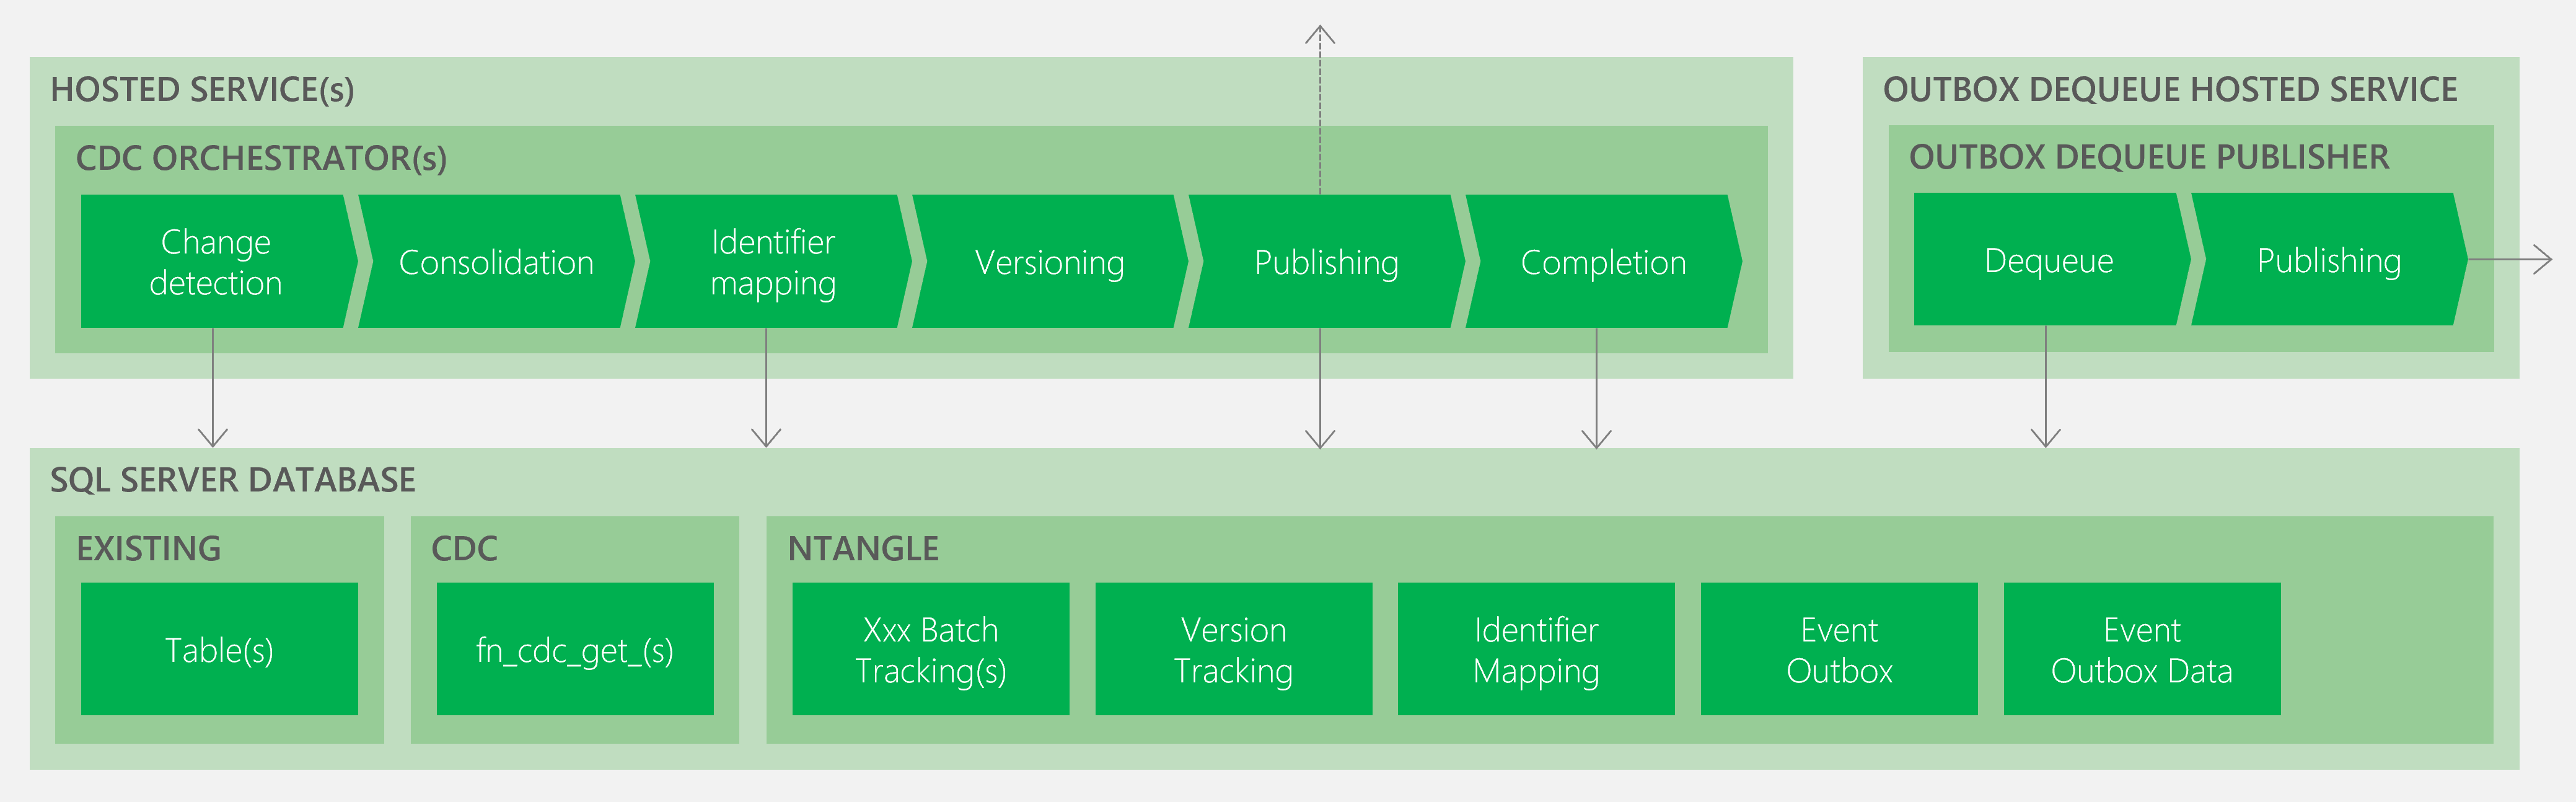 HOSTED SERVICE(s)
CDC ORCHESTRATOR(s)
Change
detection
Consolidation
Identifier
mapping
Versioning
Publishing
Completion
OUTBOX DEQUEUE HOSTED SERVICE
OUTBOX DEQUEUE PUBLISHER
Dequeue
Publishing
SQL SERVER DATABASE
EXISTING
Table(s)
CDC
fn_cdc_get_(s)
NTANGLE
Xxx Batch
Tracking(s)
Version
Tracking
Identifier
Mapping
Event
Outbox
Event
Outbox Data